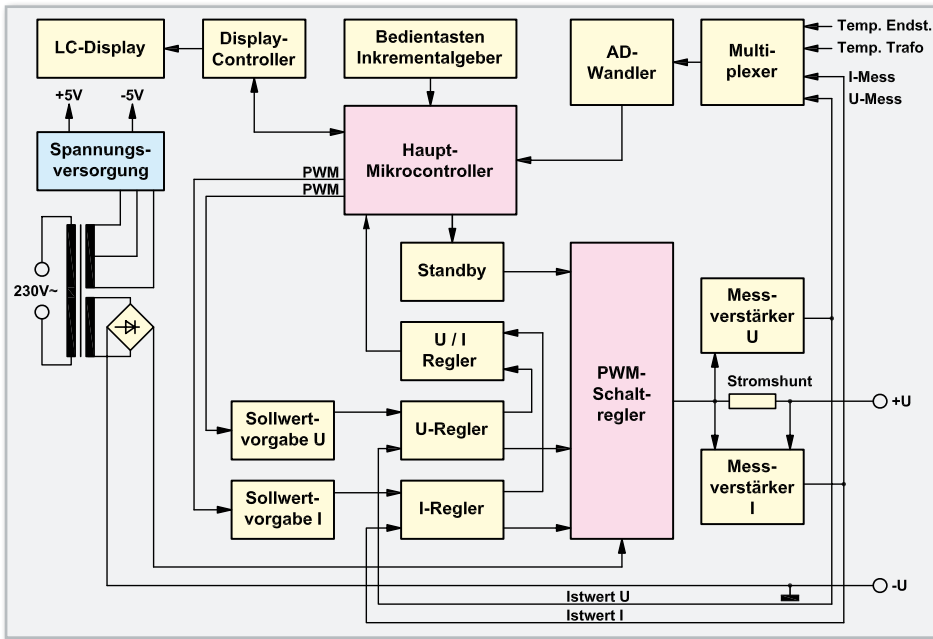 LC-Display
Display-
Controller
Bedientasten
Inkrementalgeber
AD-
Wandler
Multi-
plexer
Temp. Endst.
Temp. Trafo
I-Mess
U-Mess
+5V
-5V
Spannungs-
versorgung
Haupt-
Mikrocontroller
PWM
PWM
230V~
Standby
U / I
Regler
PWM-
Schalt-
regler
Mess-
verstärker
U
Stromshunt
+U
Sollwert-
vorgabe U
U-Regler
Mess-
verstärker
I
Sollwert-
vorgabe I
I-Regler
-U
Istwert U
Istwert I